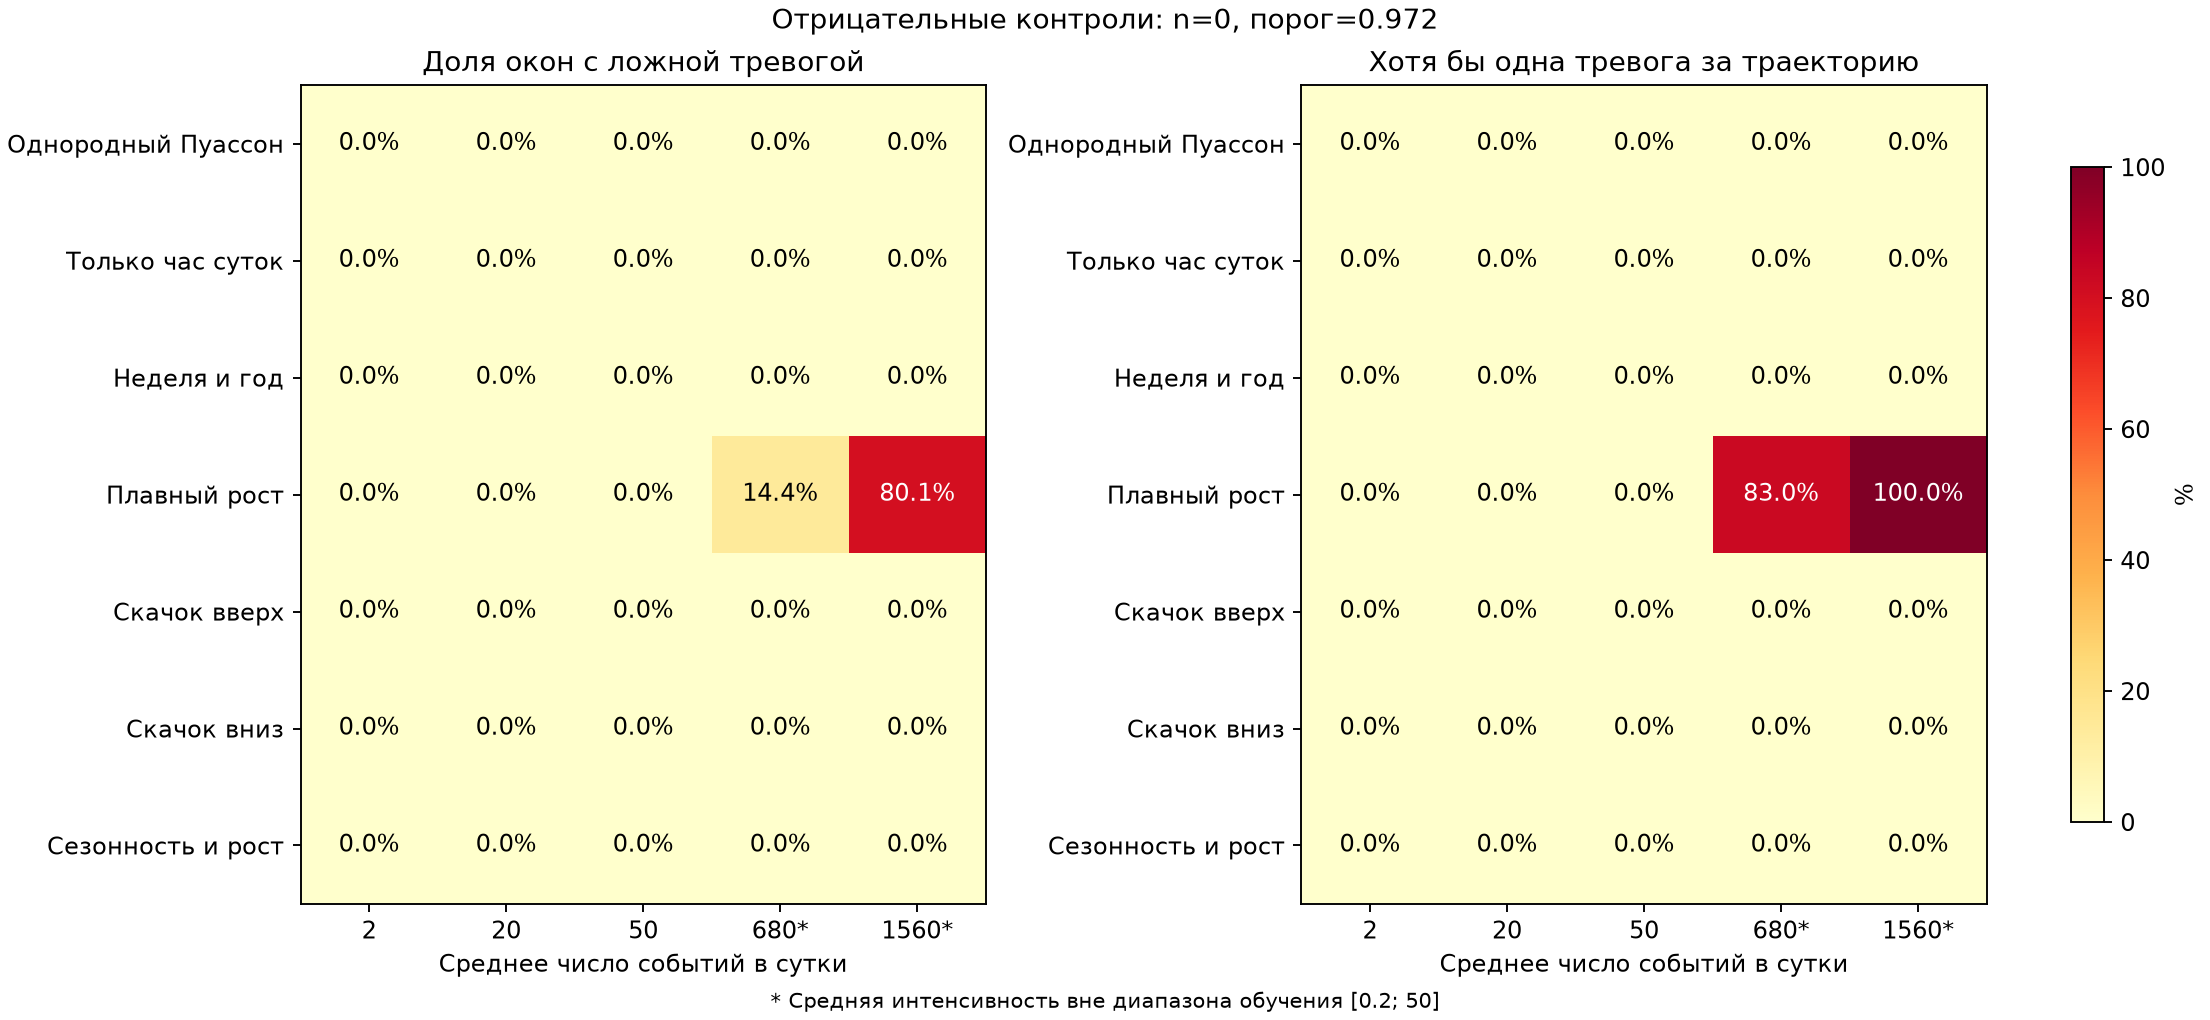 Отрицательные контроли: n=0, порог=0.972
Доля окон с ложной тревогой
Однородный Пуассон 0.0% 0.0% 0.0% 0.0% 0.0%
Только час суток 0.0% 0.0% 0.0% 0.0% 0.0%
Неделя и год 0.0% 0.0% 0.0% 0.0% 0.0%
Плавный рост 0.0% 0.0% 0.0% 14.4% 80.1%
Скачок вверх 0.0% 0.0% 0.0% 0.0% 0.0%
Скачок вниз 0.0% 0.0% 0.0% 0.0% 0.0%
Сезонность и рост 0.0% 0.0% 0.0% 0.0% 0.0%
2 20 50 680* 1560*
Среднее число событий в сутки
Хотя бы одна тревога за траекторию
Однородный Пуассон 0.0% 0.0% 0.0% 0.0% 0.0%
Только час суток 0.0% 0.0% 0.0% 0.0% 0.0%
Неделя и год 0.0% 0.0% 0.0% 0.0% 0.0%
Плавный рост 0.0% 0.0% 0.0% 83.0% 100.0%
Скачок вверх 0.0% 0.0% 0.0% 0.0% 0.0%
Скачок вниз 0.0% 0.0% 0.0% 0.0% 0.0%
Сезонность и рост 0.0% 0.0% 0.0% 0.0% 0.0%
2 20 50 680* 1560*
Среднее число событий в сутки
100
80
60
40
20
0
%
* Средняя интенсивность вне диапазона обучения [0.2; 50]